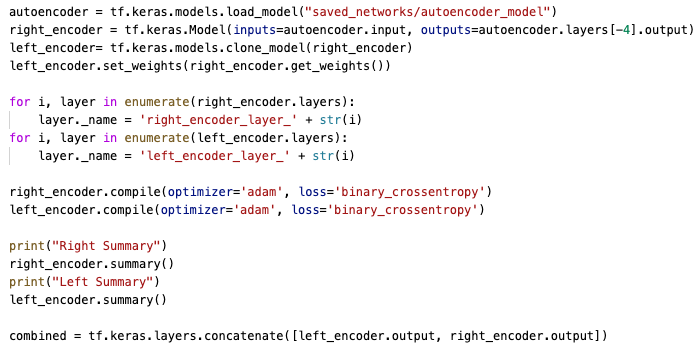 autoencoder = tf.keras.models.load_model("saved_networks/autoencoder_model")
right_encoder = tf.keras.Model(inputs=autoencoder.input, outputs=autoencoder.layers[-4].output)
left_encoder= tf.keras.models.clone_model(right_encoder)
left_encoder.set_weights(right_encoder.get_weights())

for i, layer in enumerate(right_encoder.layers):
    layer._name = 'right_encoder_layer_' + str(i)
for i, layer in enumerate(left_encoder.layers):
    layer._name = 'left_encoder_layer_' + str(i)

right_encoder.compile(optimizer='adam', loss='binary_crossentropy')
left_encoder.compile(optimizer='adam', loss='binary_crossentropy')

print("Right Summary")
right_encoder.summary()
print("Left Summary")
left_encoder.summary()

combined = tf.keras.layers.concatenate([left_encoder.output, right_encoder.output])